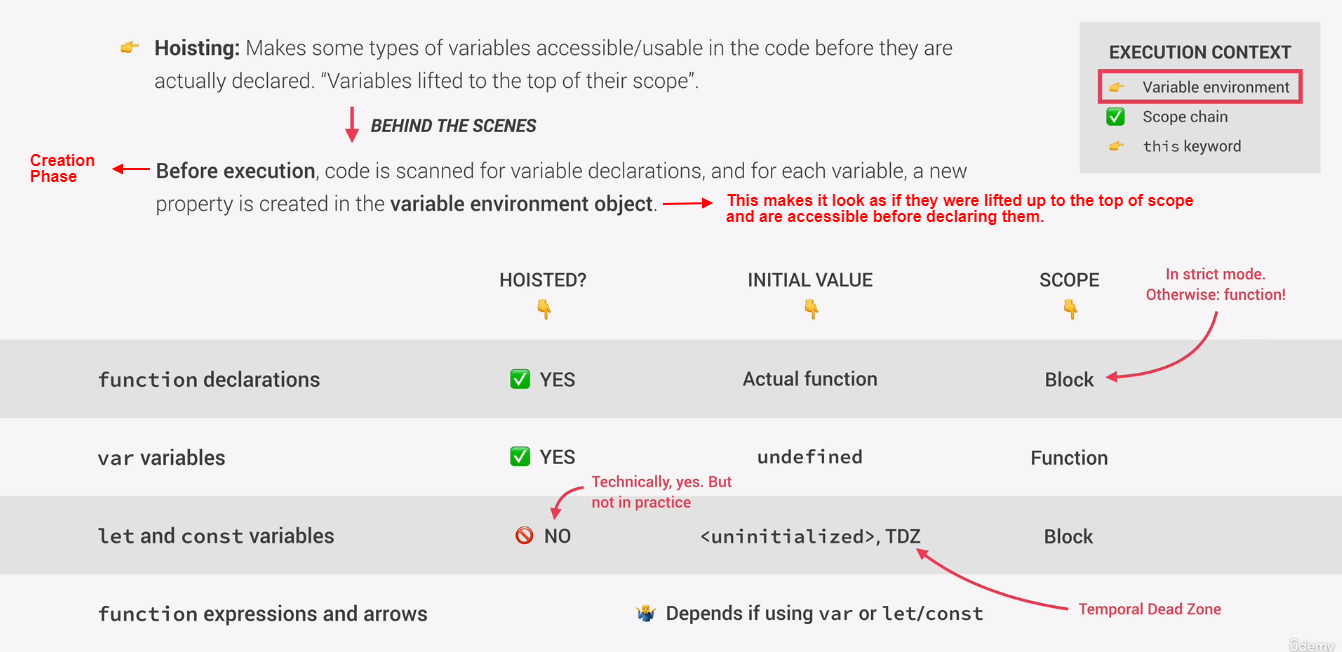 👉 Hoisting: Makes some types of variables accessible/usable in the code before they are
actually declared. “Variables lifted to the top of their scope”.
EXECUTION CONTEXT
👉 Variable environment
✅ Scope chain
👉 this keyword
BEHIND THE SCENES
Creation
Phase
Before execution, code is scanned for variable declarations, and for each variable, a new
property is created in the variable environment object.
This makes it look as if they were lifted up to the top of scope
and are accessible before declaring them.
HOISTED?
INITIAL VALUE
SCOPE
In strict mode.
Otherwise: function!
👇 👇 👇
function declarations ✅ YES Actual function Block
var variables ✅ YES undefined Function
Technically, yes. But
not in practice
let and const variables 🚫 NO <uninitialized>, TDZ Block
function expressions and arrows 🤷‍♂️ Depends if using var or let/const
Temporal Dead Zone
Udemy